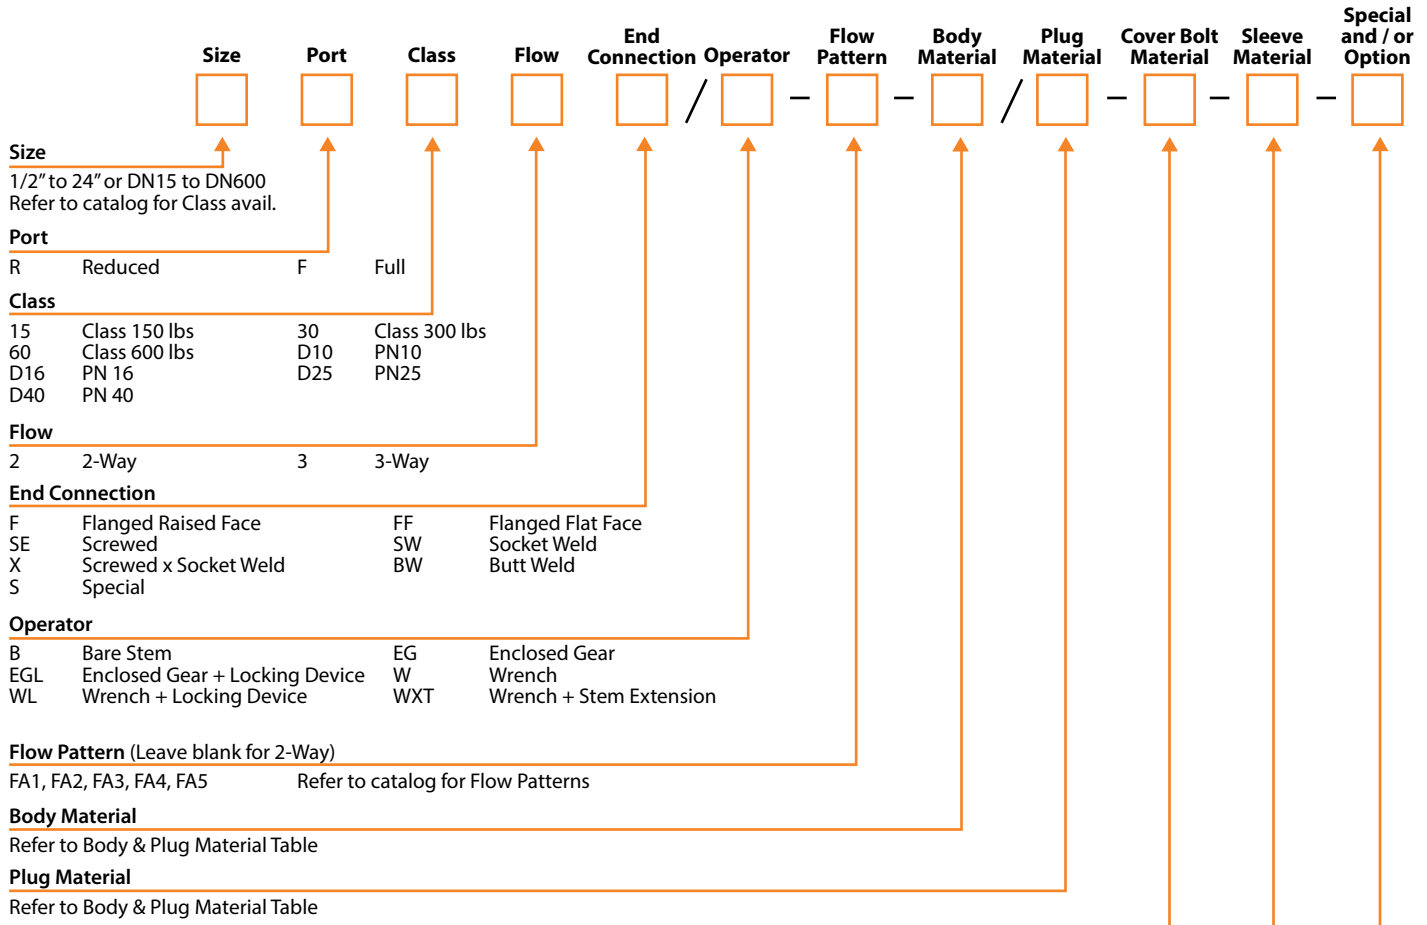 Special
End Flow Body Plug Cover Bolt Sleeve and / or
Size Port Class Flow Connection Operator Pattern Material Material Material Material Option
/ – – / – – –
Size
1/2” to 24” or DN15 to DN600
Refer to catalog for Class avail.
Port
R Reduced F Full
Class
15 Class 150 lbs 30 Class 300 lbs
60 Class 600 lbs D10 PN10
D16 PN 16 D25 PN25
D40 PN 40
Flow
2 2-Way 3 3-Way
End Connection
F Flanged Raised Face FF Flanged Flat Face
SE Screwed SW Socket Weld
X Screwed x Socket Weld BW Butt Weld
S Special
Operator
B Bare Stem EG Enclosed Gear
EGL Enclosed Gear + Locking Device W Wrench
WL Wrench + Locking Device WXT Wrench + Stem Extension
Flow Pattern (Leave blank for 2-Way)
FA1, FA2, FA3, FA4, FA5 Refer to catalog for Flow Patterns
Body Material
Refer to Body & Plug Material Table
Plug Material
Refer to Body & Plug Material Table